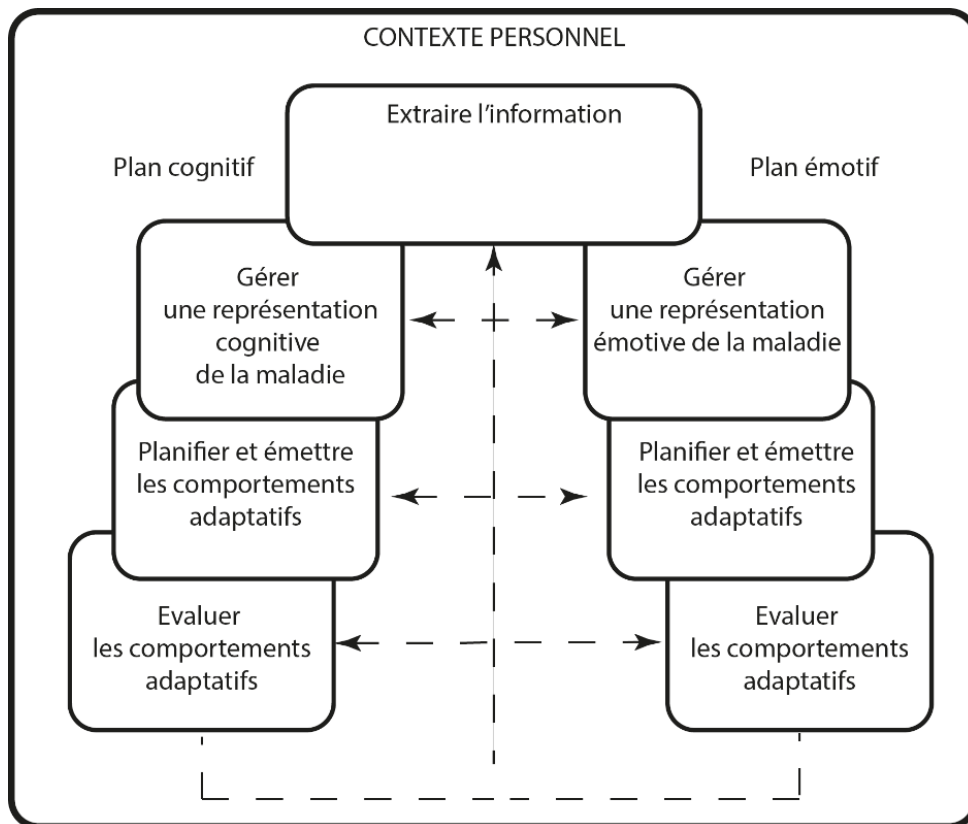 CONTEXTE PERSONNEL
Extraire l'information
Plan cognitif
Plan émotif
Gérer
une représentation
cognitive
de la maladie
Gérer
une représentation
émotive de la maladie
Planifier et émettre
les comportements
adaptatifs
Planifier et émettre
les comportements
adaptatifs
Evaluer
les comportements
adaptatifs
Evaluer
les comportements
adaptatifs